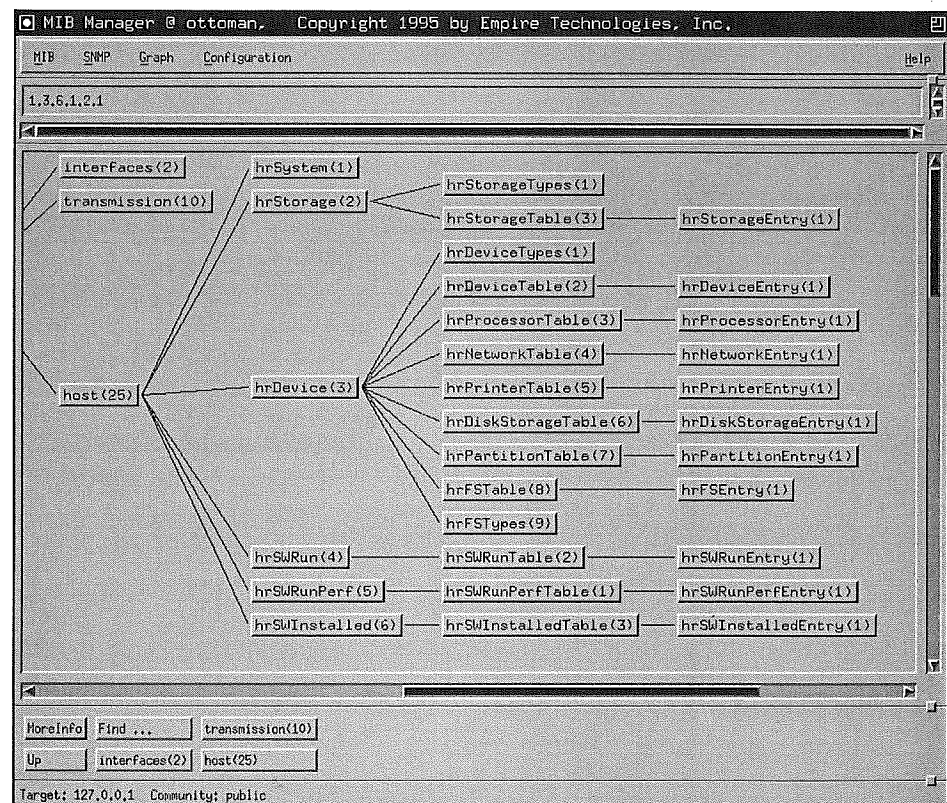 MIB Manager @ ottoman, Copyright 1995 by Empire Technologies, Inc.
MIB SNMP Graph Configuration Help
1.3.6.1.2.1
interfaces(2) hrSystem(1)
hrStorageTypes(1)
transmission(10) hrStorage(2)
hrStorageTable(3) hrStorageEntry(1)
hrDeviceTypes(1)
hrDeviceTable(2) hrDeviceEntry(1)
hrProcessorTable(3) hrProcessorEntry(1)
hrNetworkTable(4) hrNetworkEntry(1)
host(25) hrDevice(3) hrPrinterTable(5) hrPrinterEntry(1)
hrDiskStorageTable(6) hrDiskStorageEntry(1)
hrPartitionTable(7) hrPartitionEntry(1)
hrFSTable(8) hrFSEntry(1)
hrFSTypes(9)
hrSWRun(4) hrSWRunTable(2) hrSWRunEntry(1)
hrSWRunPerf(5) hrSWRunPerfTable(1) hrSWRunPerfEntry(1)
hrSWInstalled(6) hrSWInstalledTable(3) hrSWInstalledEntry(1)
MoreInfo Find ... transmission(10)
Up interfaces(2) host(25)
Target: 127.0.0.1 Community: public